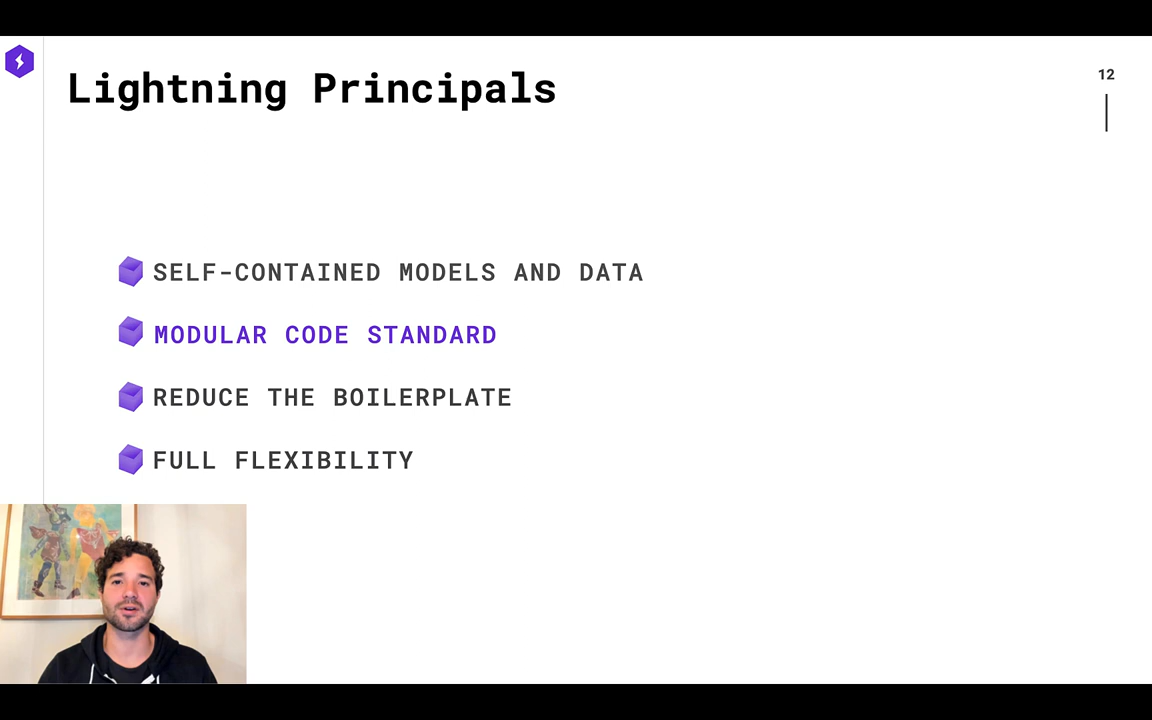 Lightning Principals
12
SELF-CONTAINED MODELS AND DATA
MODULAR CODE STANDARD
REDUCE THE BOILERPLATE
FULL FLEXIBILITY